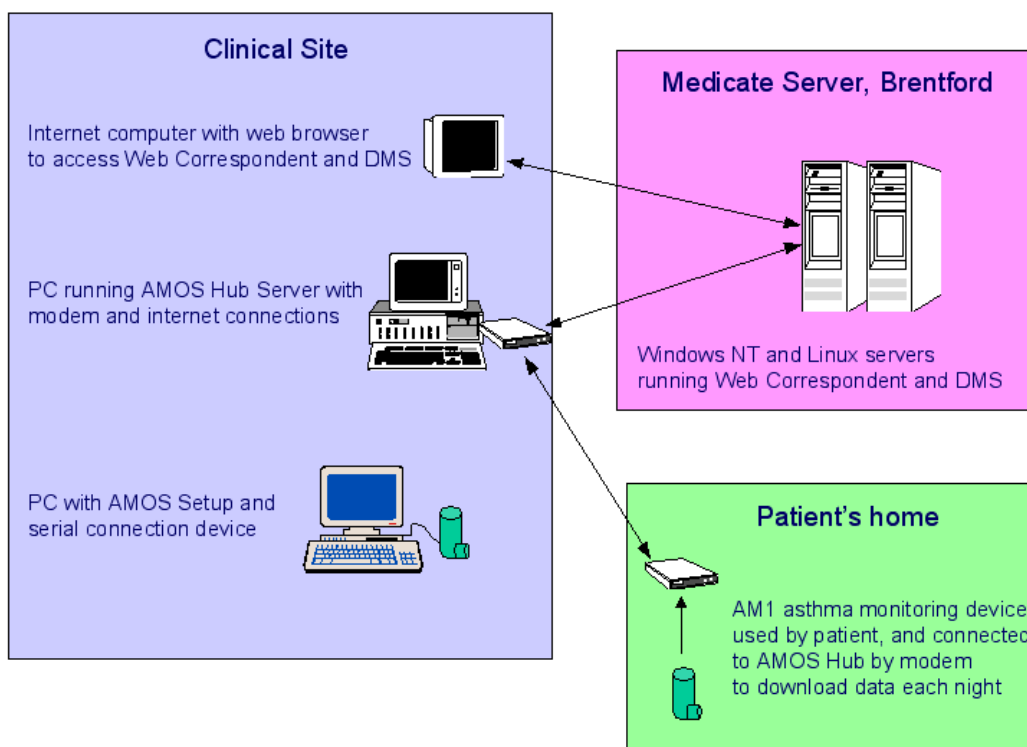 Clinical Site
Internet computer with web browser
to access Web Correspondent and DMS
PC running AMOS Hub Server with
modem and internet connections
PC with AMOS Setup and
serial connection device
Medicate Server, Brentford
Windows NT and Linux servers
running Web Correspondent and DMS
Patient's home
AM1 asthma monitoring device
used by patient, and connected
to AMOS Hub by modem
to download data each night